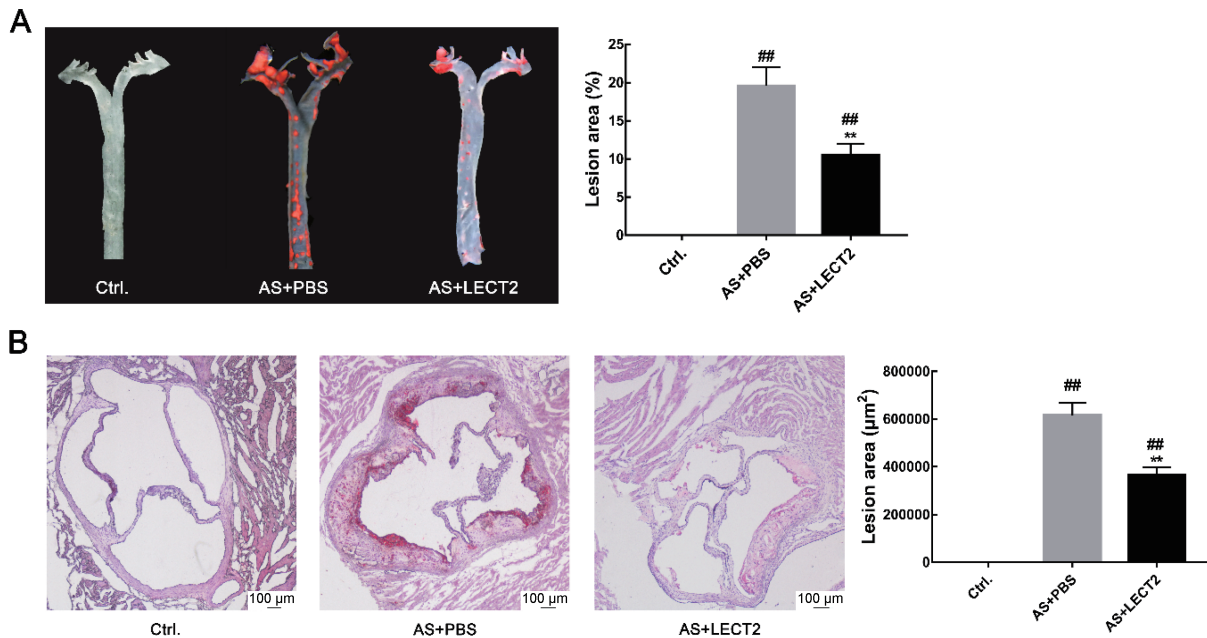 A
Ctrl.
AS+PBS
AS+LECT2
Lesion area (%)
25
20
15
10
5
0
##
##
**
Ctrl.
AS+PBS
AS+LECT2
B
100 µm
100 µm
100 µm
Ctrl.
AS+PBS
AS+LECT2
Lesion area (µm²)
800000
600000
400000
200000
0
##
##
**
Ctrl.
AS+PBS
AS+LECT2